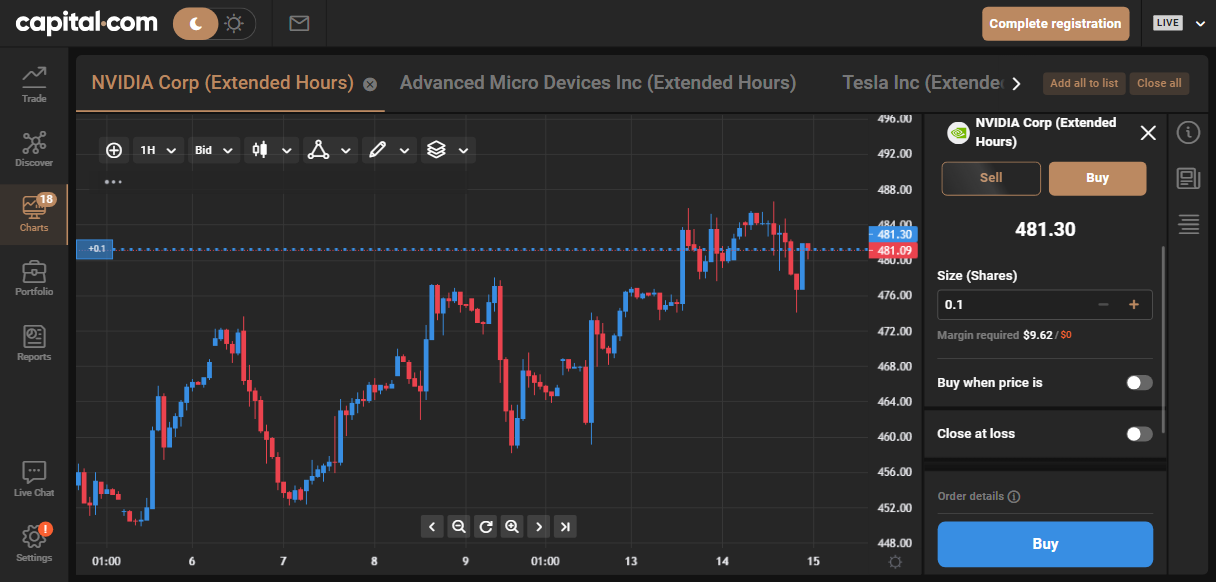 capital.com
Complete registration
LIVE
Trade
Discover
18
Charts
Portfolio
Reports
Live Chat
!
Settings
NVIDIA Corp (Extended Hours)
Advanced Micro Devices Inc (Extended Hours)
Tesla Inc (Extende
Add all to list
Close all
1H
Bid
+0.1
496.00
492.00
488.00
484.00
481.30
481.09
480.00
476.00
472.00
468.00
464.00
460.00
456.00
452.00
448.00
01:00
6
7
8
9
01:00
13
14
15
NVIDIA Corp (Extended
Hours)
Sell
Buy
481.30
Size (Shares)
0.1
Margin required $9.62 / $0
Buy when price is
Close at loss
Order details
Buy